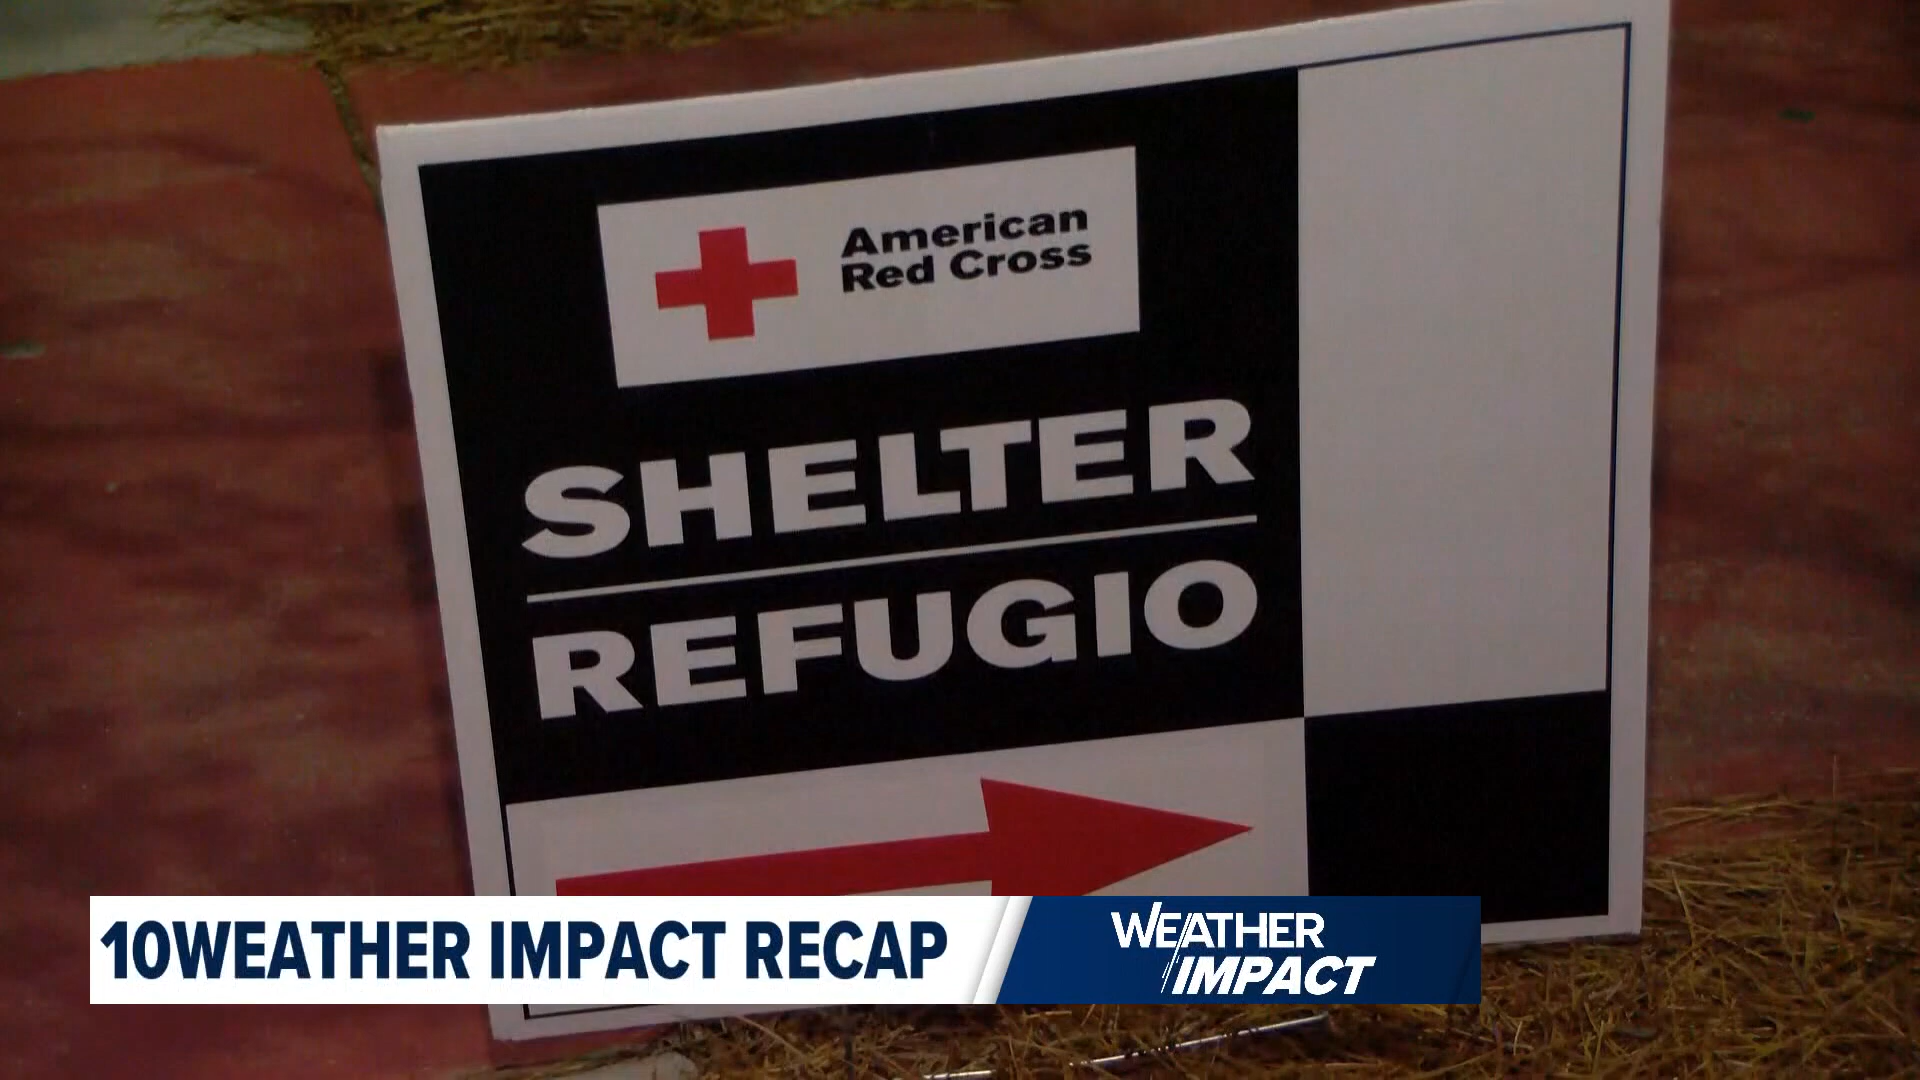 American
Red Cross
SHELTER
REFUGIO
10WEATHER IMPACT RECAP
WEATHER
IMPACT